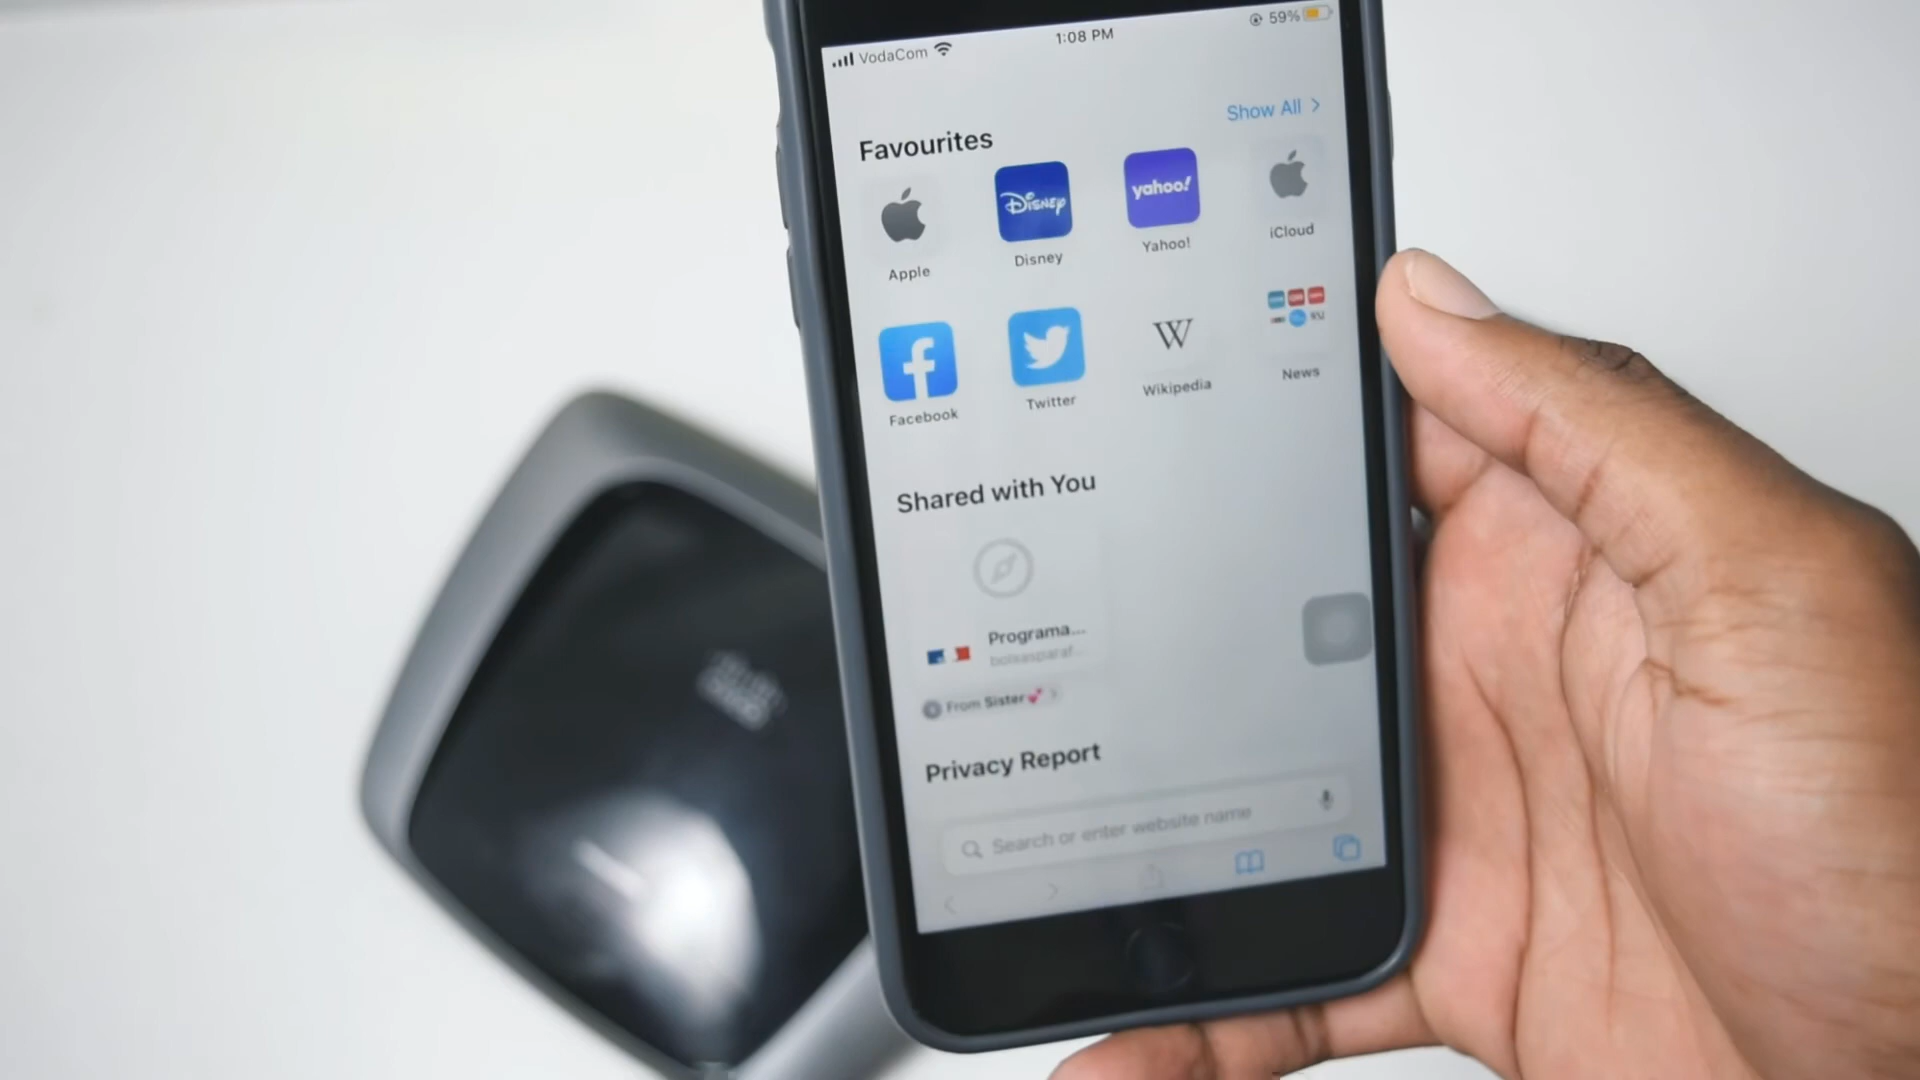 VodaCom 1:08 PM 59%
Show All
Favourites
Disney yahoo!
Apple Disney Yahoo! iCloud
W
Facebook Twitter Wikipedia News
Shared with You
Programa...
bolsasparaf...
From Sister💕
Privacy Report
Search or enter website name